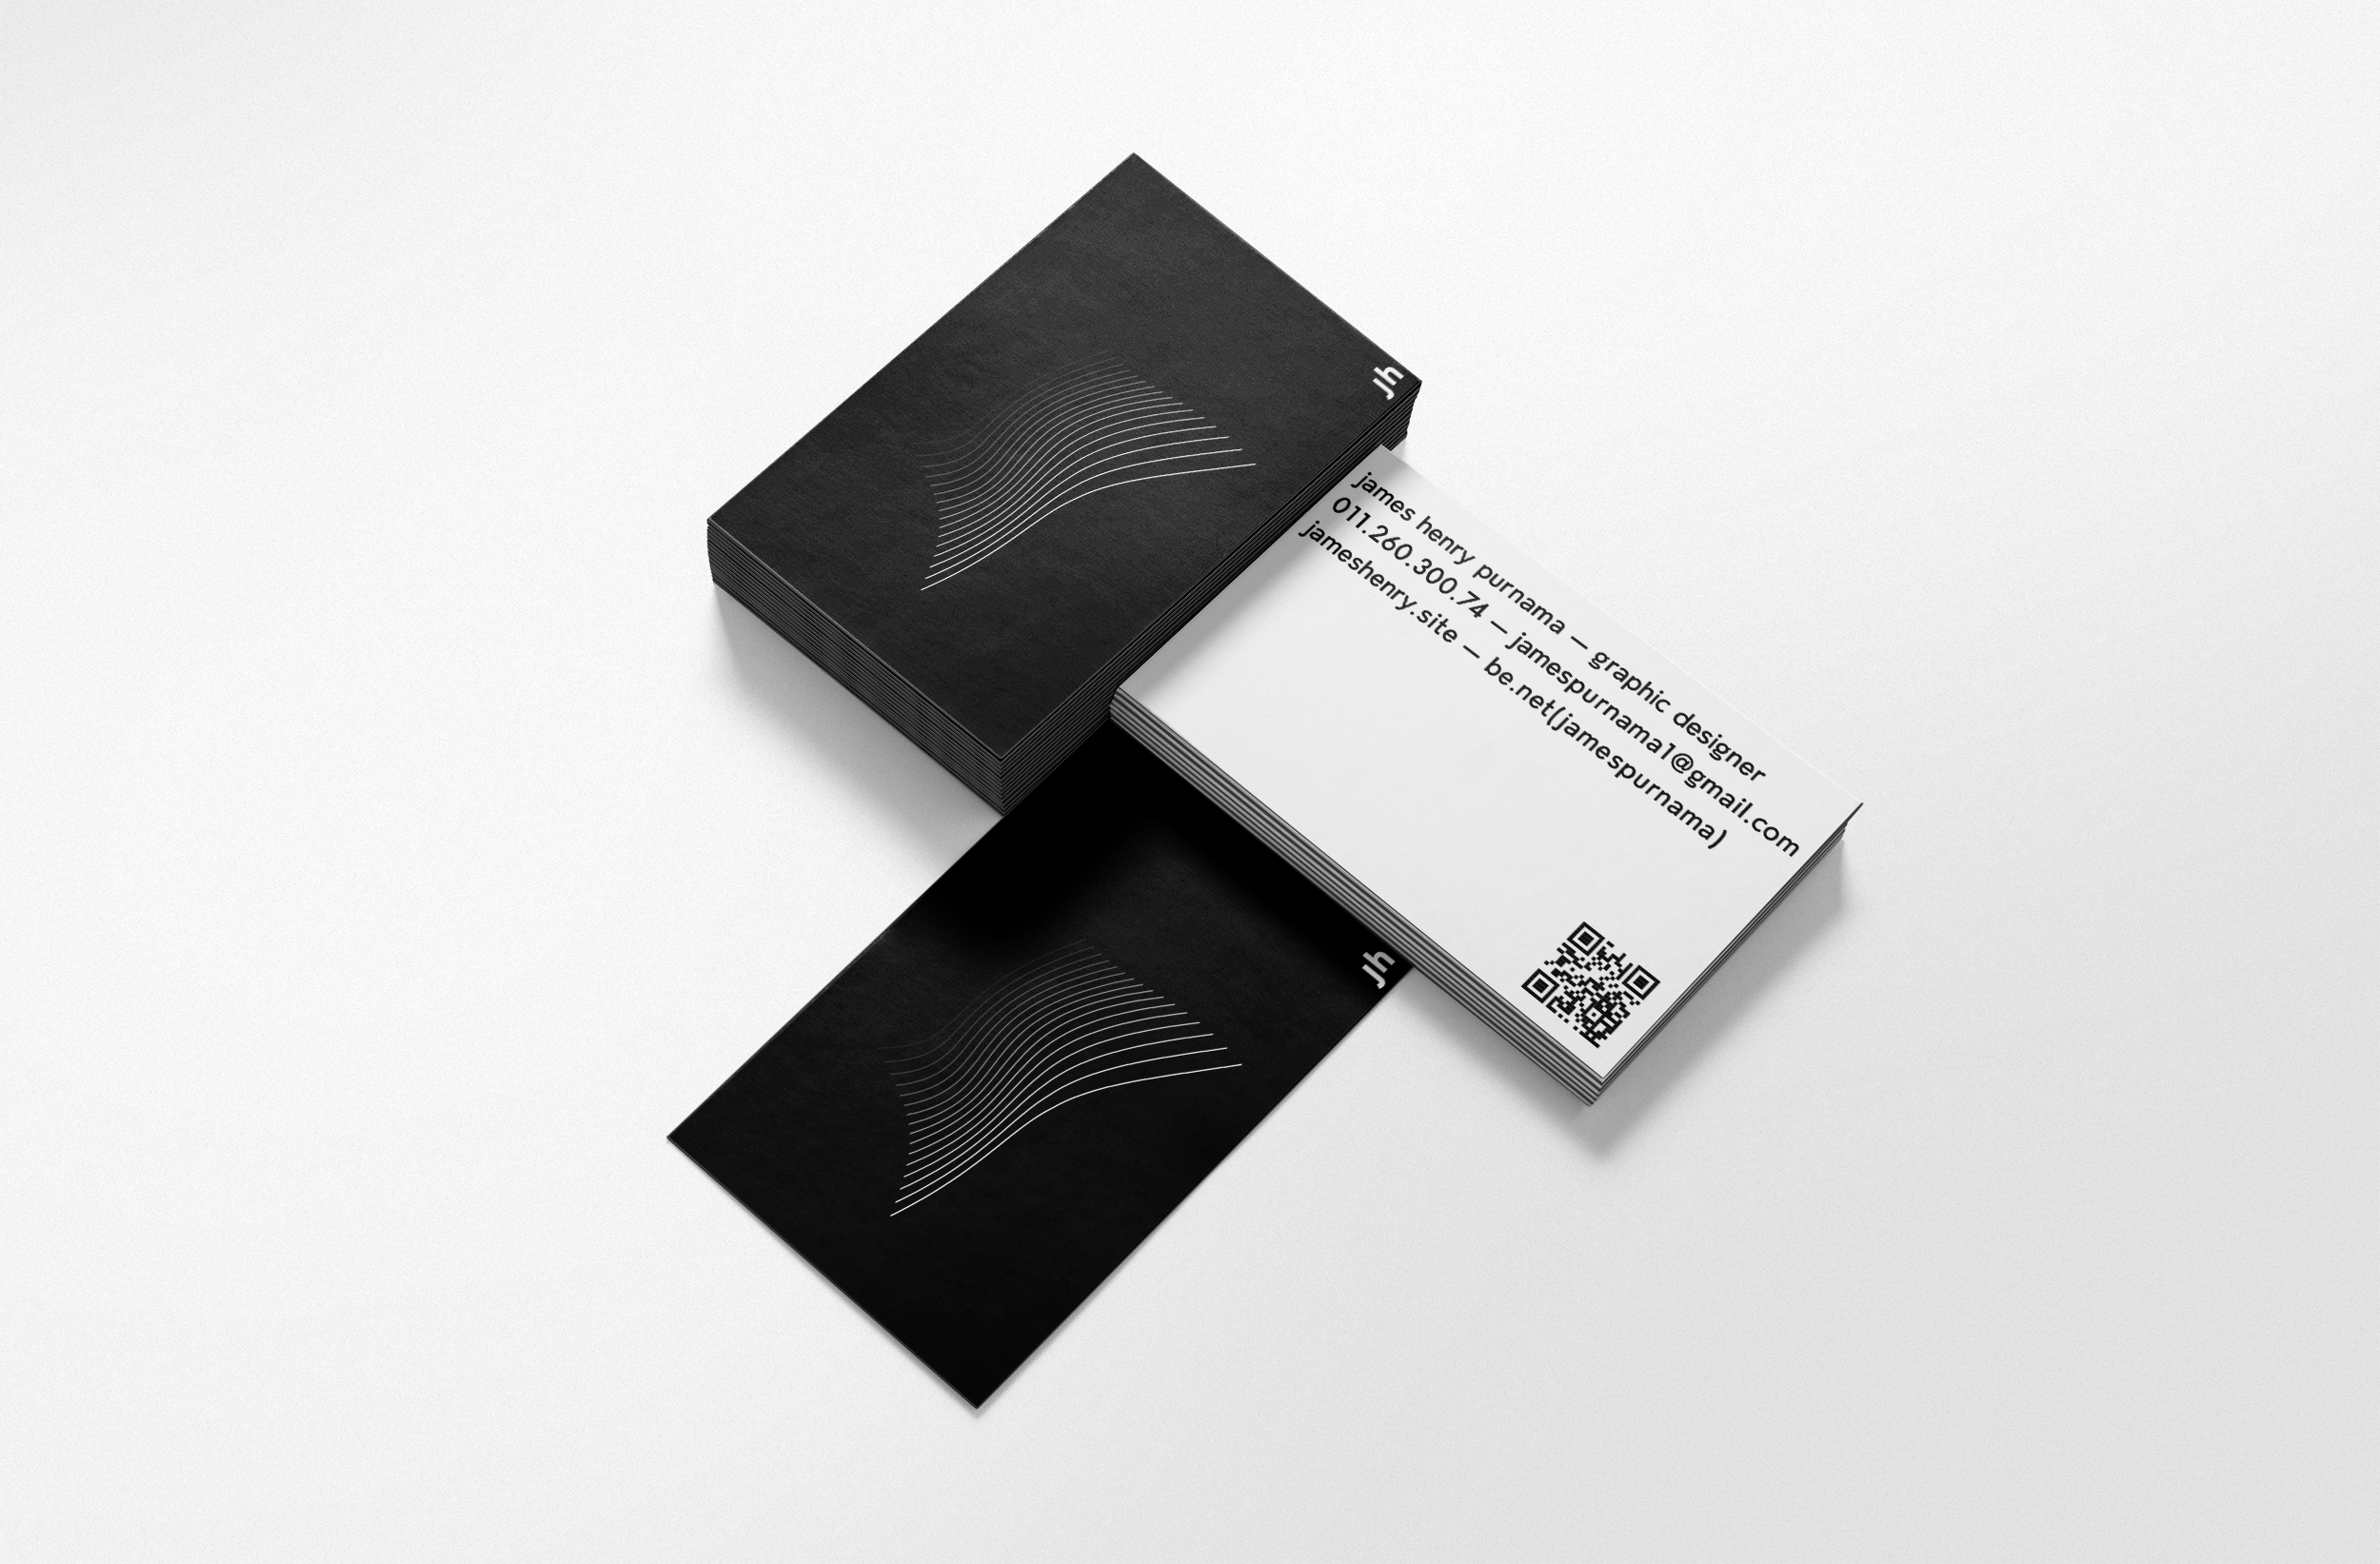 jh
james henry purnama — graphic designer
011.260.300.74 — jamespurnama1@gmail.com
jameshenry.site — be.net(jamespurnama)
jh